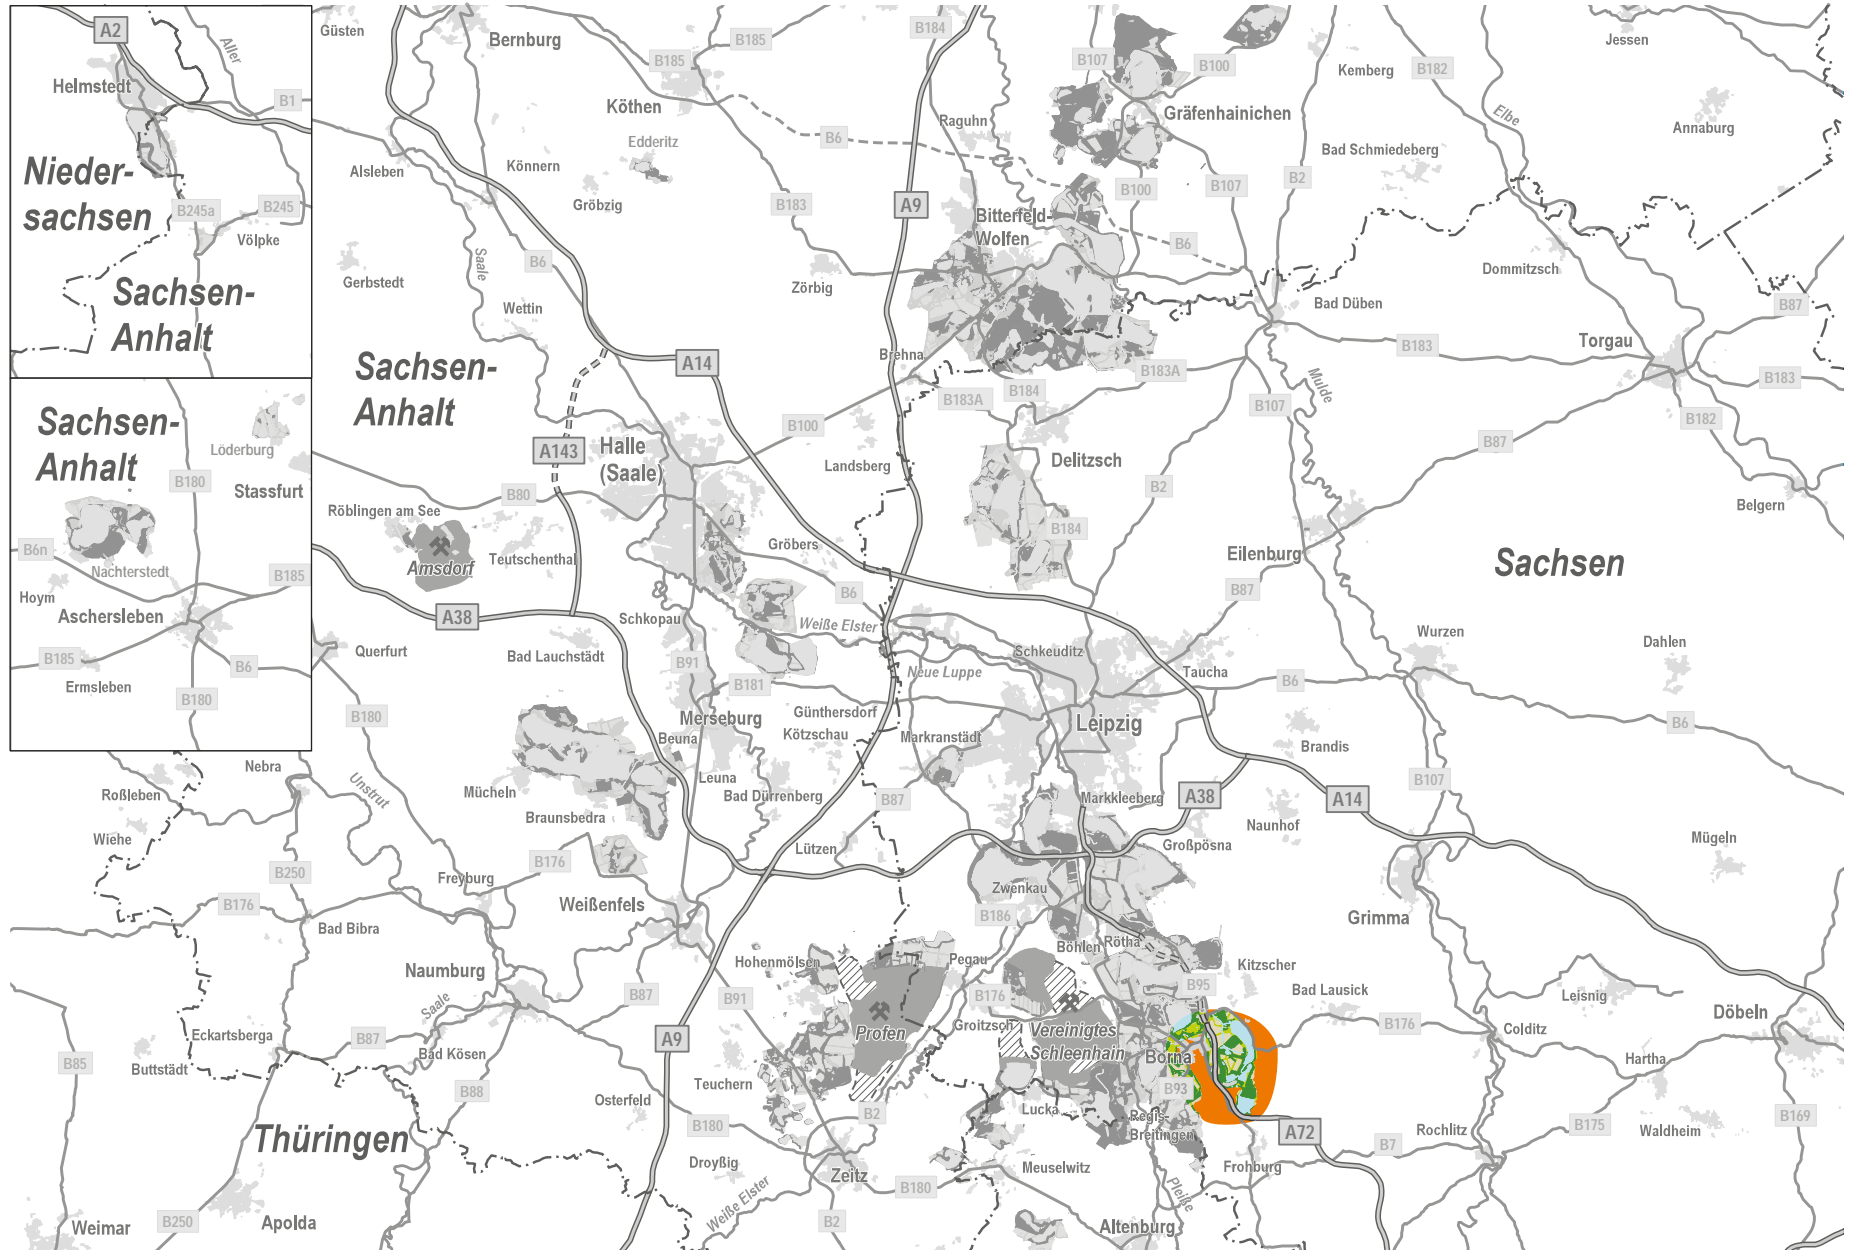 A2
Aller
Helmstedt
B1
Nieder-
sachsen
B245a
B245
Völpke
Sachsen-
Anhalt
Sachsen-
Anhalt
Löderburg
B180
Stassfurt
B6n
Nachterstedt
B185
Hoym
Aschersleben
B185
B6
Ermsleben
B180
Güsten
Bernburg
B185
B184
B185
Köthen
B107
B100
Kemberg
B182
Jessen
Gräfenhainichen
Elbe
Annaburg
Raguhn
B6
Edderitz
Könnern
Alsleben
Gröbzig
Bad Schmiedeberg
B183
A9
B100
B107
B2
Bitterfeld-
Wolfen
B6
Saale
B6
Gerbstedt
Zörbig
Wettin
Dommitzsch
Bad Düben
B87
Torgau
Sachsen-
Anhalt
A14
Brehna
B183A
B183
B183
B183A
B184
Mulde
B107
B182
B100
A143
Halle
(Saale)
Landsberg
Delitzsch
B87
B2
B80
Belgern
Röblingen am See
B184
Teutschenthal
Amsdorf
Gröbers
Eilenburg
Sachsen
B6
B87
A38
Schkopau
Weiße Elster
Wurzen
Dahlen
Querfurt
Bad Lauchstädt
Schkeuditz
B91
Neue Luppe
Taucha
B181
B6
B180
Merseburg
Günthersdorf
Leipzig
B6
Kötzschau
Markranstädt
Beuna
Brandis
Nebra
Unstrut
Leuna
B107
Roßleben
Mücheln
Bad Dürrenberg
B87
Markkleeberg
A38
A14
Braunsbedra
Naunhof
Wiehe
Lützen
Großpösna
Mügeln
B176
B250
Freyburg
Zwenkau
B176
Weißenfels
B186
Grimma
Bad Bibra
Böhlen
Rötha
Hohenmölsen
Pegau
Kitzscher
Naumburg
B87
B91
B176
B95
Bad Lausick
Leisnig
Saale
Profen
Groitzsch
Vereinigtes
Schleenhain
Döbeln
Eckartsberga
B87
A9
B176
Colditz
Bad Kösen
Borna
Hartha
B85
Buttstädt
Teuchern
B88
B93
Osterfeld
B2
Lucka
Regis-
Breitingen
B169
Thüringen
B180
A72
Rochlitz
B175
Waldheim
B7
Droyßig
Zeitz
Meuselwitz
Frohburg
B180
Pleiße
Weiße Elster
Weimar
B250
Apolda
B2
Altenburg